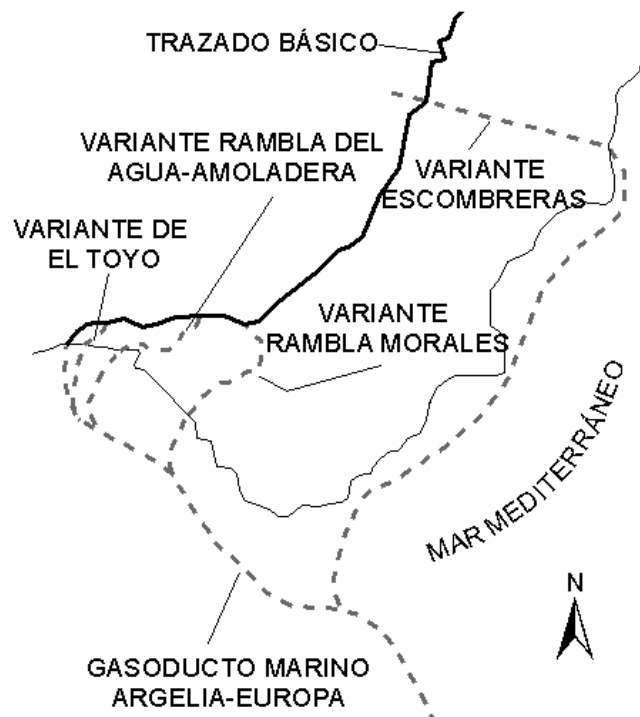 TRAZADO BÁSICO
VARIANTE RAMBLA DEL
AGUA-AMOLADERA
VARIANTE
ESCOMBRERAS
VARIANTE DE
EL TOYO
VARIANTE
RAMBLA MORALES
MAR MEDITERRÁNEO
N
GASODUCTO MARINO
ARGELIA-EUROPA